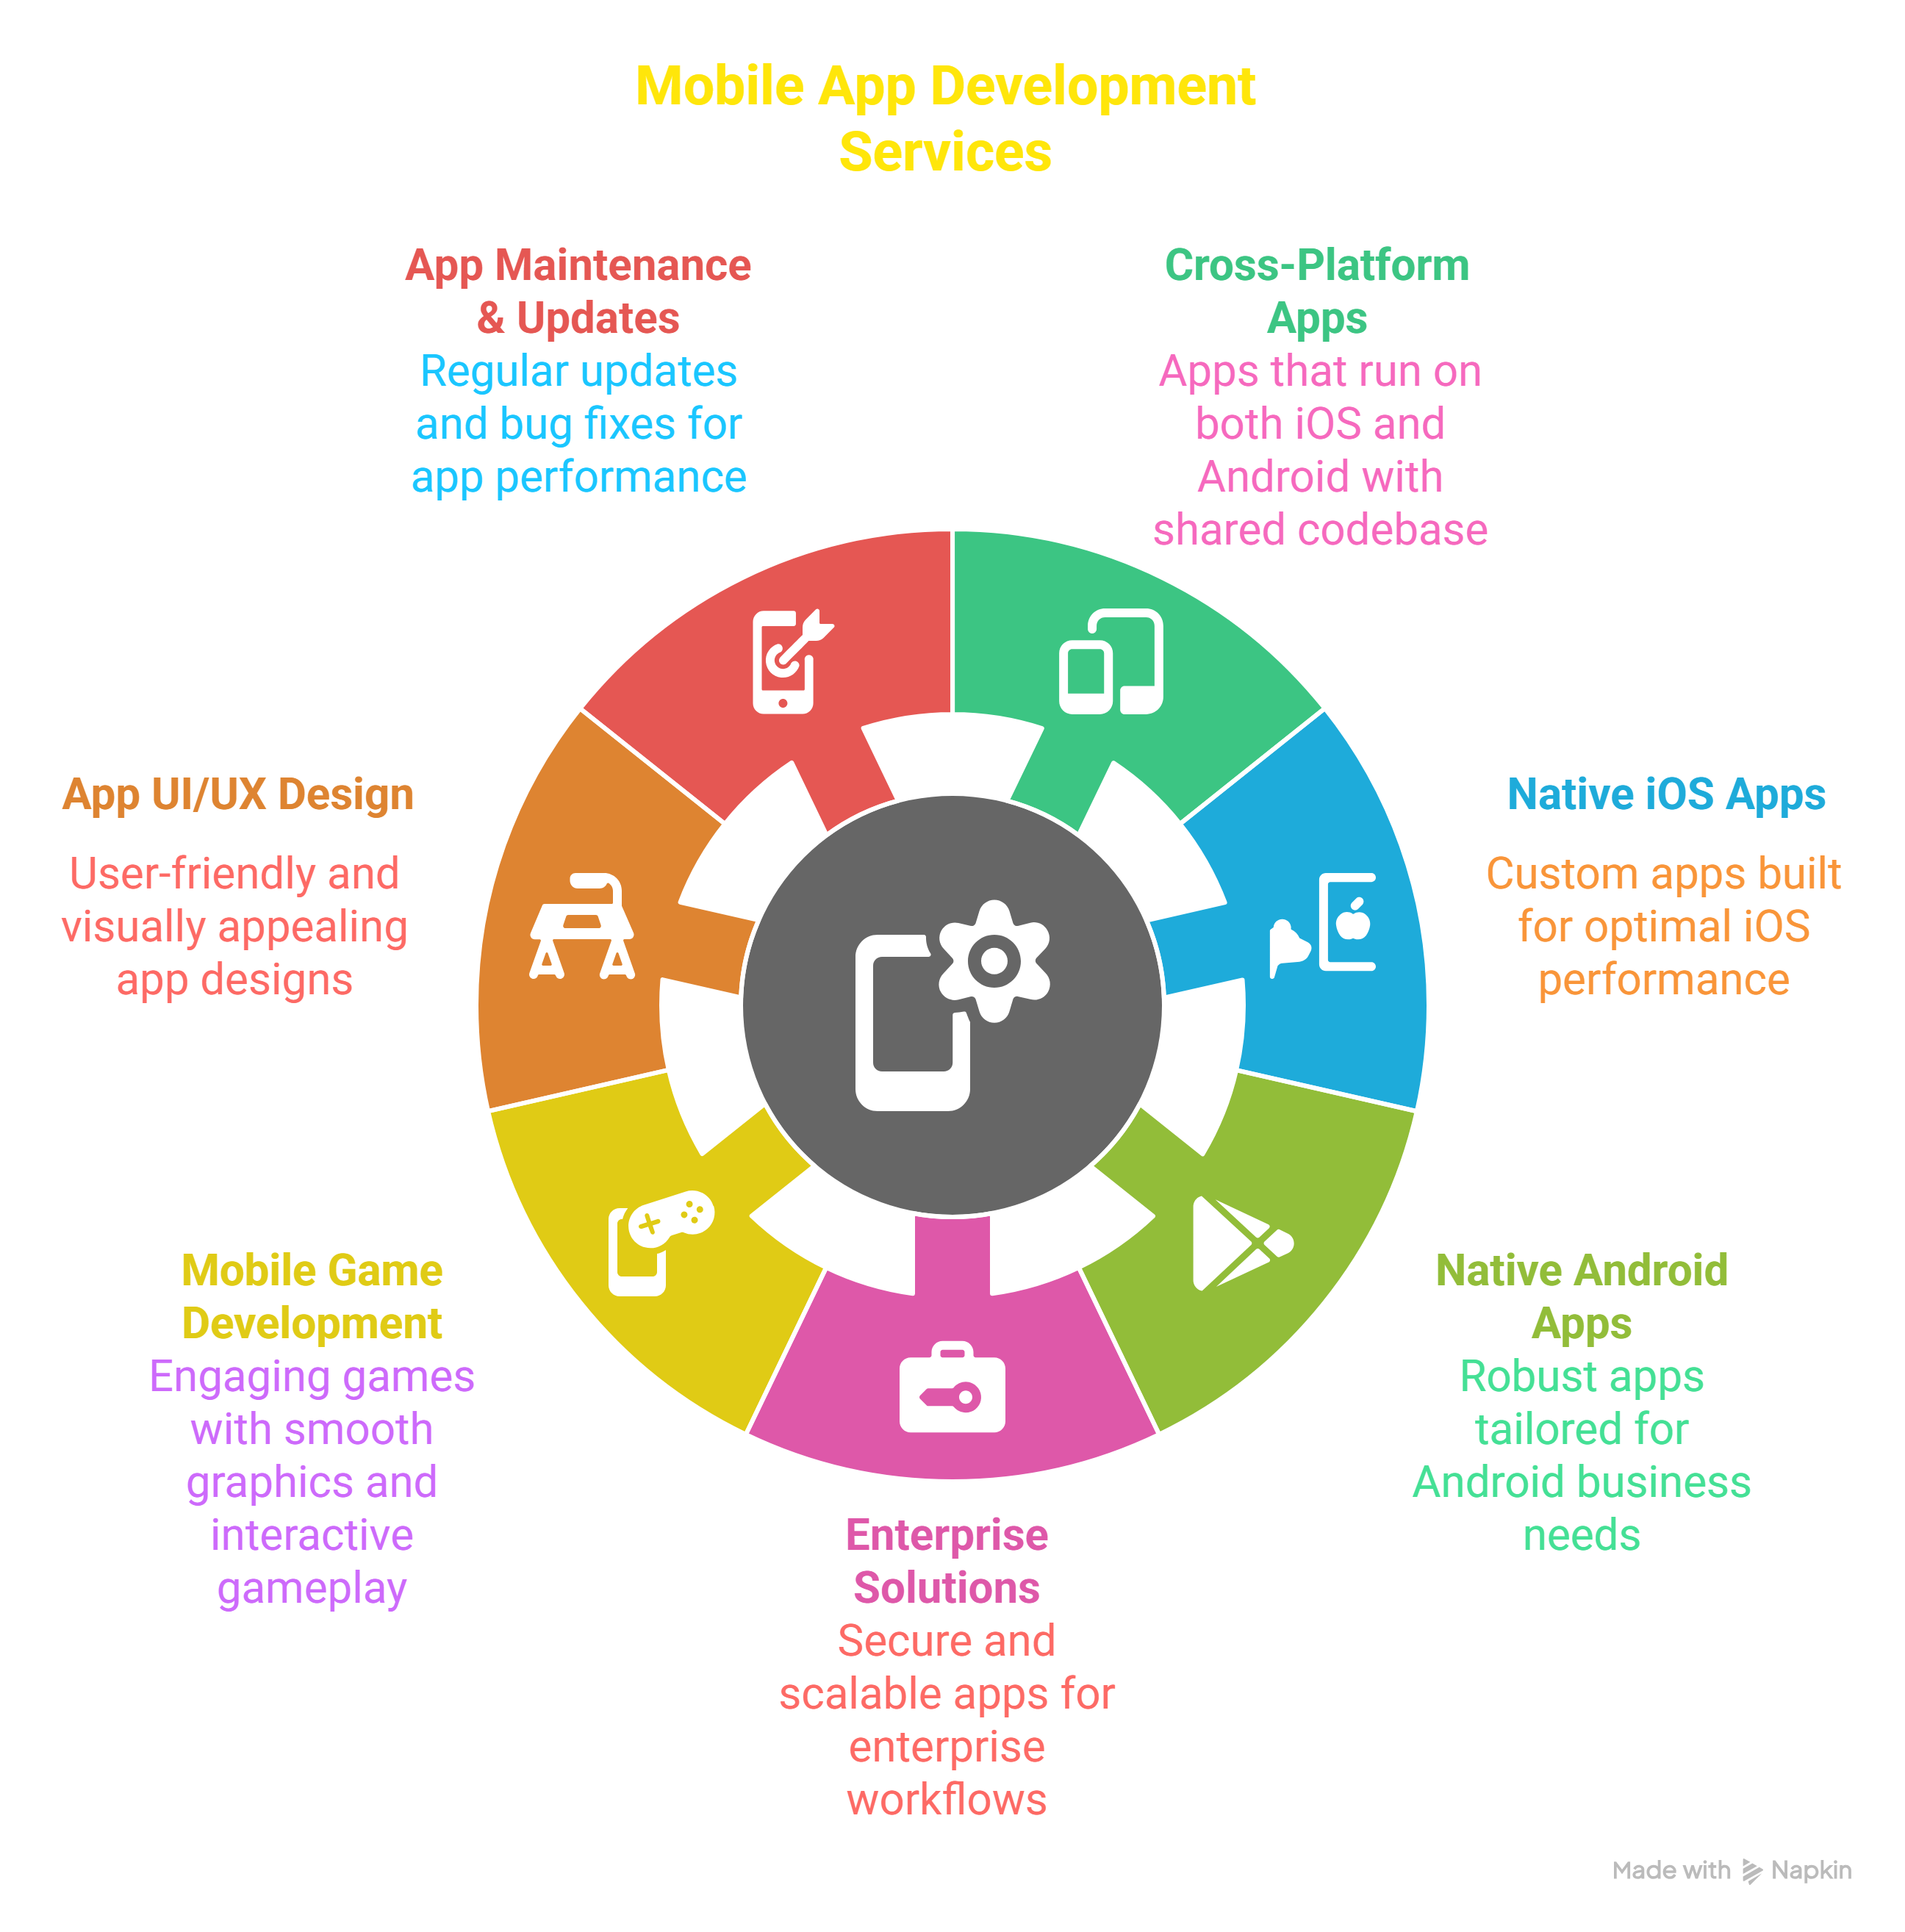 Mobile App Development
Services
App Maintenance
& Updates
Regular updates
and bug fixes for
app performance
Cross-Platform
Apps
Apps that run on
both iOS and
Android with
shared codebase
App UI/UX Design
User-friendly and
visually appealing
app designs
Native iOS Apps
Custom apps built
for optimal iOS
performance
Mobile Game
Development
Engaging games
with smooth
graphics and
interactive
gameplay
Native Android
Apps
Robust apps
tailored for
Android business
needs
Enterprise
Solutions
Secure and
scalable apps for
enterprise
workflows
Made with Napkin